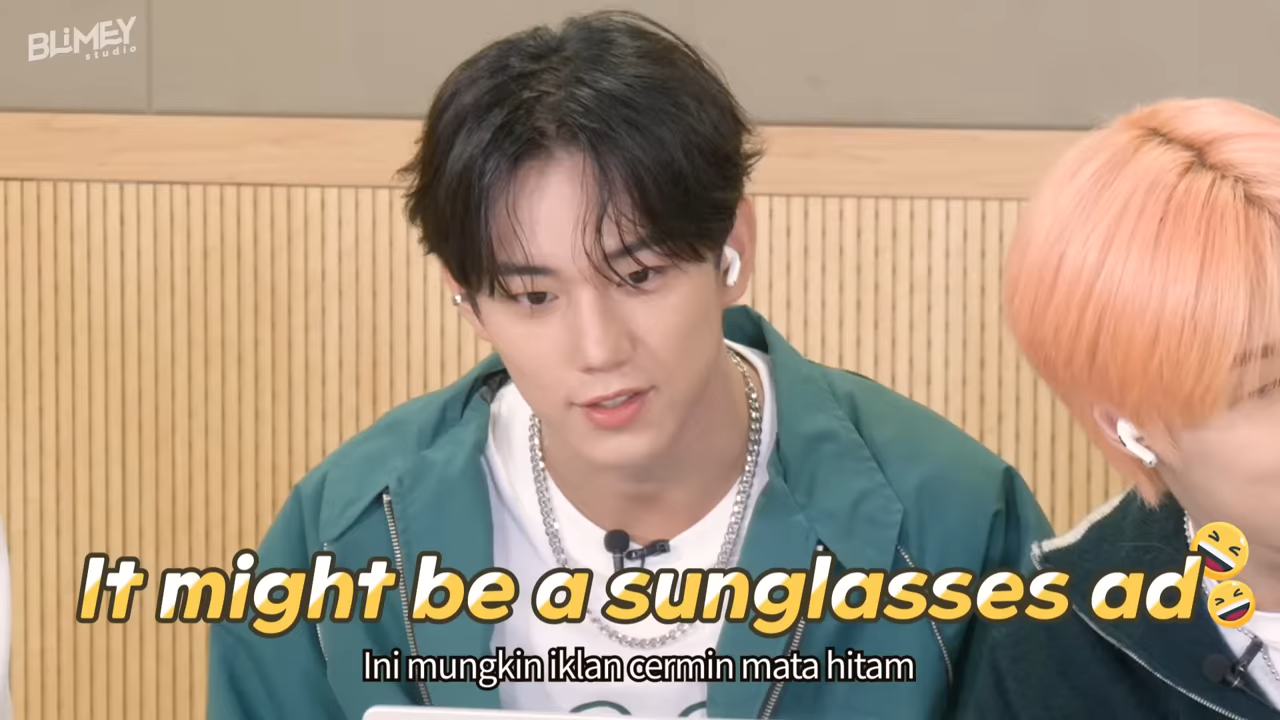 BLiMEY
studio
It might be a sunglasses ad
Ini mungkin iklan cermin mata hitam